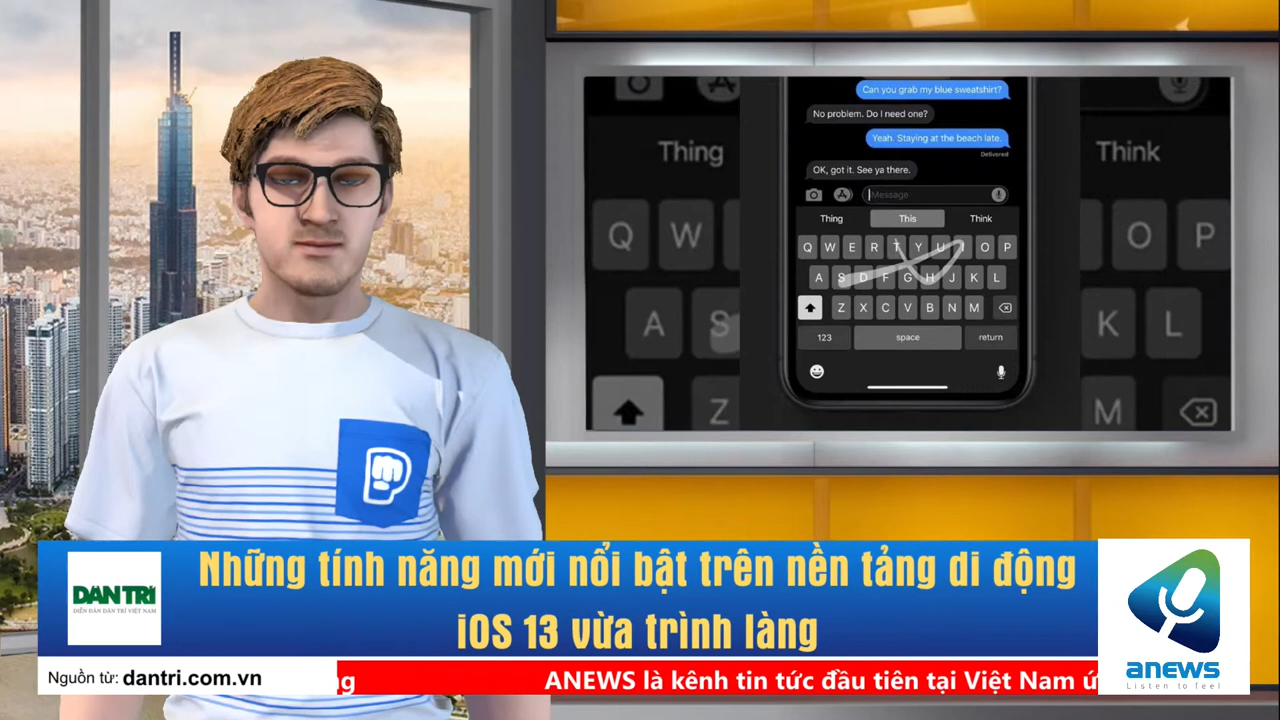 Can you grab my blue sweatshirt?
No problem. Do I need one?
Yeah. Staying at the beach late.
Delivered
OK, got it. See ya there.
Message
Thing This Think
Q W E R T Y U I O P
A S D F G H J K L
Z X C V B N M
123 space return
Thing
Q W
A S
Z
Think
O P
K L
M
P
DÂN TRÍ
DIỄN ĐÀN DÂN TRÍ VIỆT NAM
Những tính năng mới nổi bật trên nền tảng di động
iOS 13 vừa trình làng
anews
Listen to feel
Nguồn từ: dantri.com.vn
ng ANEWS là kênh tin tức đầu tiên tại Việt Nam ứ